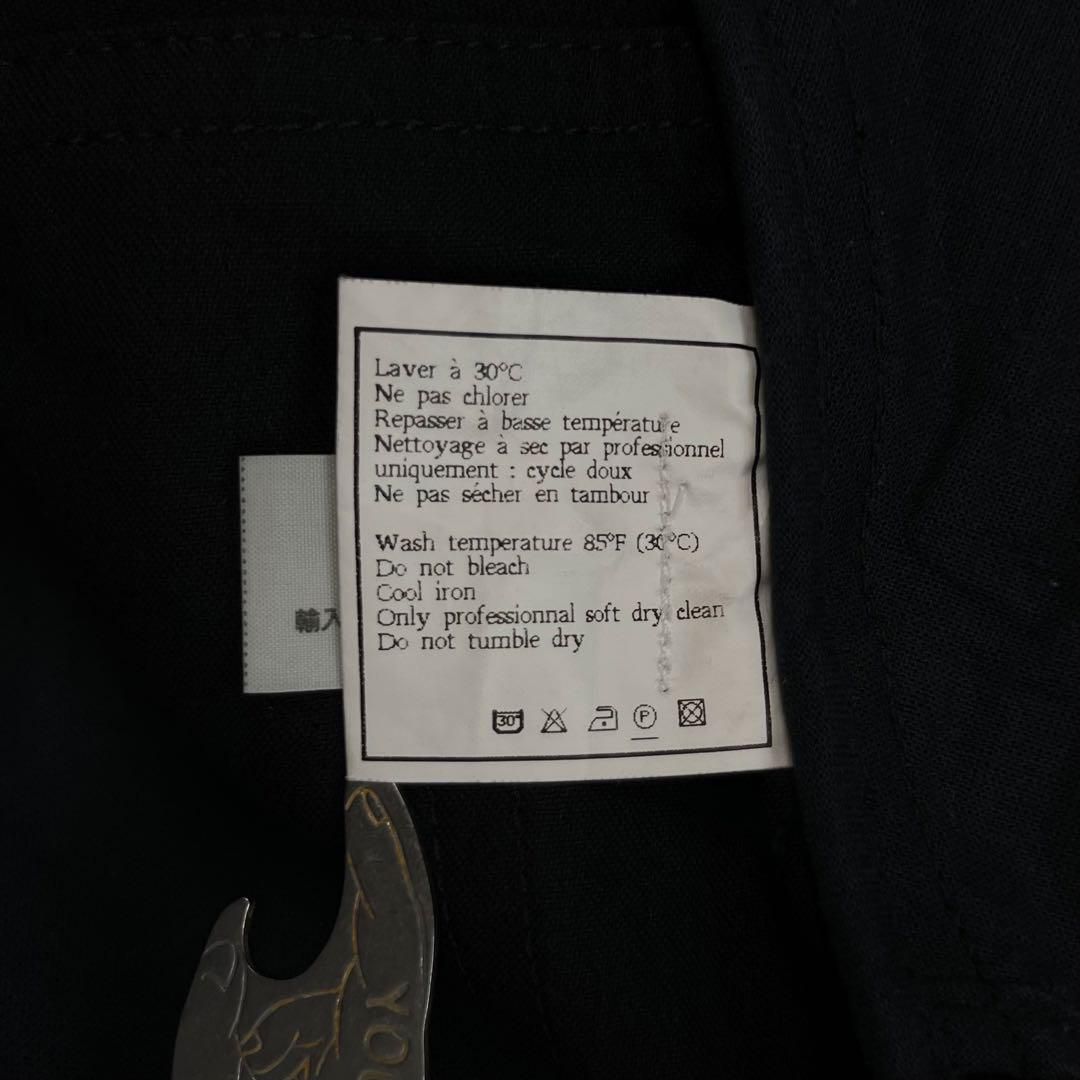 Laver à 30°C
Ne pas chlorer
Repasser à basse température
Nettoyage à sec par professionnel
uniquement : cycle doux
Ne pas sécher en tambour
Wash temperature 85°F (30°C)
Do not bleach
Cool iron
Only professionnal soft dry clean
Do not tumble dry
30°
P
輸入
YO